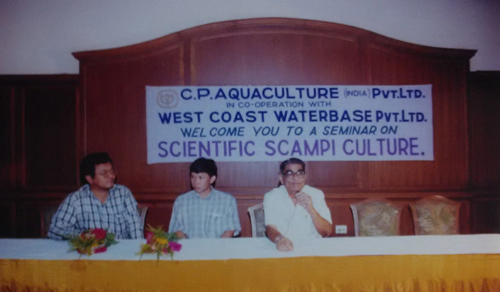 C.P. AQUACULTURE (INDIA) PVT.LTD.
IN CO-OPERATION WITH
WEST COAST WATERBASE PVT.LTD.
WELCOME YOU TO A SEMINAR ON
SCIENTIFIC SCAMPI CULTURE.